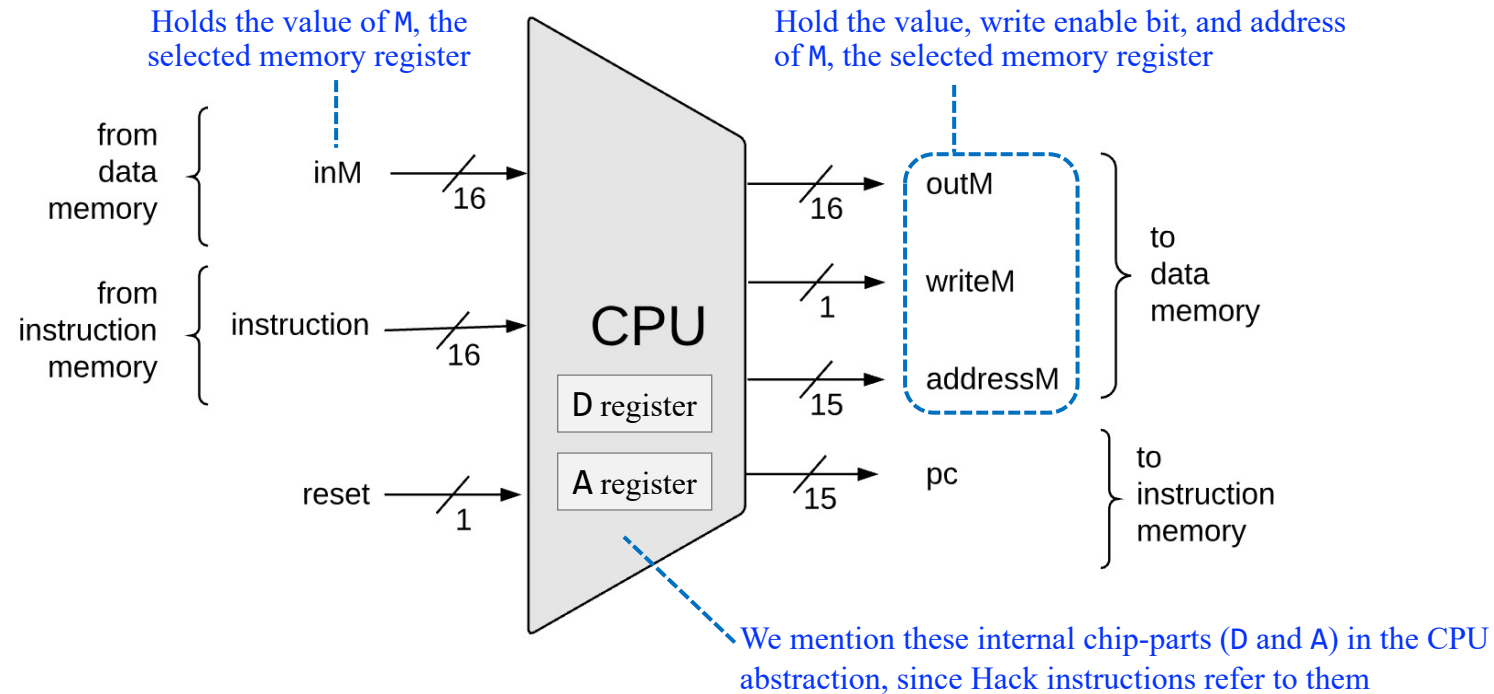 Holds the value of M, the
selected memory register
Hold the value, write enable bit, and address
of M, the selected memory register
from
data
memory
inM
16
from
instruction
memory
instruction
16
reset
1
CPU
D register
A register
16
outM
1
writeM
15
addressM
15
pc
to
data
memory
to
instruction
memory
We mention these internal chip-parts (D and A) in the CPU
abstraction, since Hack instructions refer to them